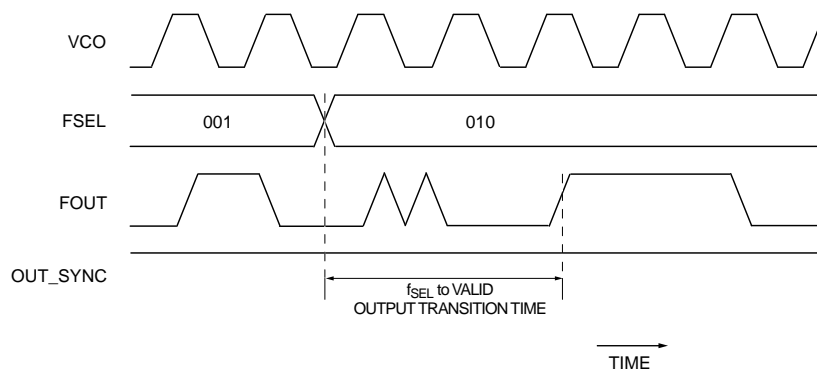 VCO
FSEL
001
010
FOUT
OUT_SYNC
fSEL to VALID
OUTPUT TRANSITION TIME
TIME